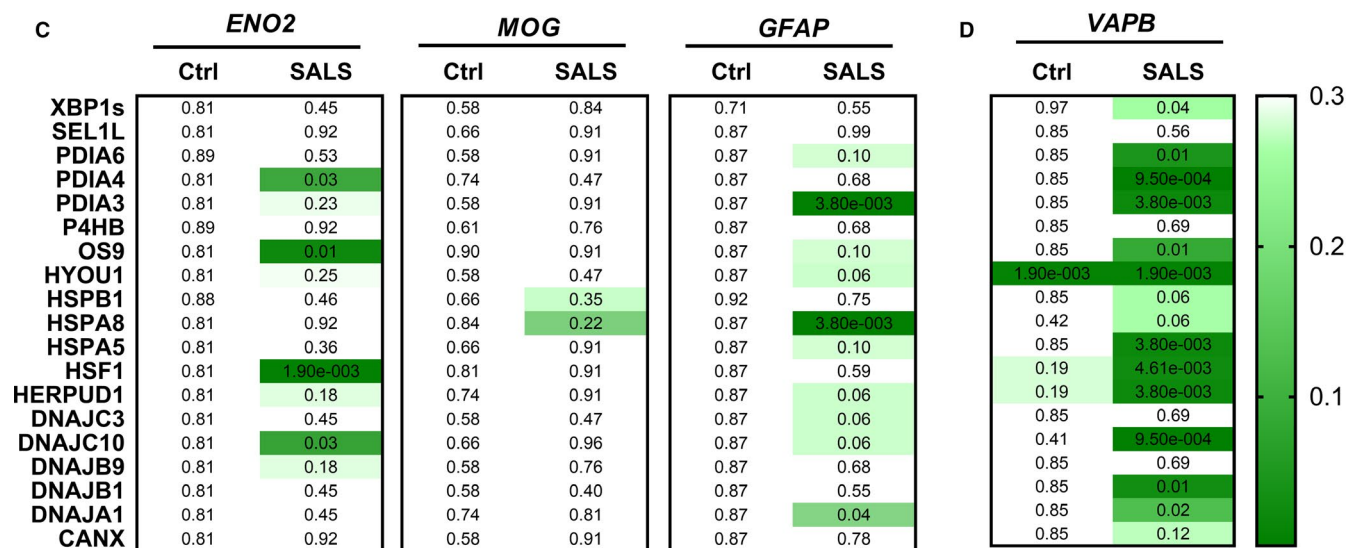 C ENO2 MOG GFAP D VAPB
Ctrl SALS Ctrl SALS Ctrl SALS Ctrl SALS
XBP1s 0.81 0.45 0.58 0.84 0.71 0.55 0.97 0.04 0.3
SEL1L 0.81 0.92 0.66 0.91 0.87 0.99 0.85 0.56
PDIA6 0.89 0.53 0.58 0.91 0.87 0.10 0.85 0.01
PDIA4 0.81 0.03 0.74 0.47 0.87 0.68 0.85 9.50e-004
PDIA3 0.81 0.23 0.58 0.91 0.87 3.80e-003 0.85 3.80e-003
P4HB 0.89 0.92 0.61 0.76 0.87 0.68 0.85 0.69
OS9 0.81 0.01 0.90 0.91 0.87 0.10 0.85 0.01 0.2
HYOU1 0.81 0.25 0.58 0.47 0.87 0.06 1.90e-003 1.90e-003
HSPB1 0.88 0.46 0.66 0.35 0.92 0.75 0.85 0.06
HSPA8 0.81 0.92 0.84 0.22 0.87 3.80e-003 0.42 0.06
HSPA5 0.81 0.36 0.66 0.91 0.87 0.10 0.85 3.80e-003
HSF1 0.81 1.90e-003 0.81 0.91 0.87 0.59 0.19 4.61e-003
HERPUD1 0.81 0.18 0.74 0.91 0.87 0.06 0.19 3.80e-003 0.1
DNAJC3 0.81 0.45 0.58 0.47 0.87 0.06 0.85 0.69
DNAJC10 0.81 0.03 0.66 0.96 0.87 0.06 0.41 9.50e-004
DNAJB9 0.81 0.18 0.58 0.76 0.87 0.68 0.85 0.69
DNAJB1 0.81 0.45 0.58 0.40 0.87 0.55 0.85 0.01
DNAJA1 0.81 0.45 0.74 0.81 0.87 0.04 0.85 0.02
CANX 0.81 0.92 0.58 0.91 0.87 0.78 0.85 0.12